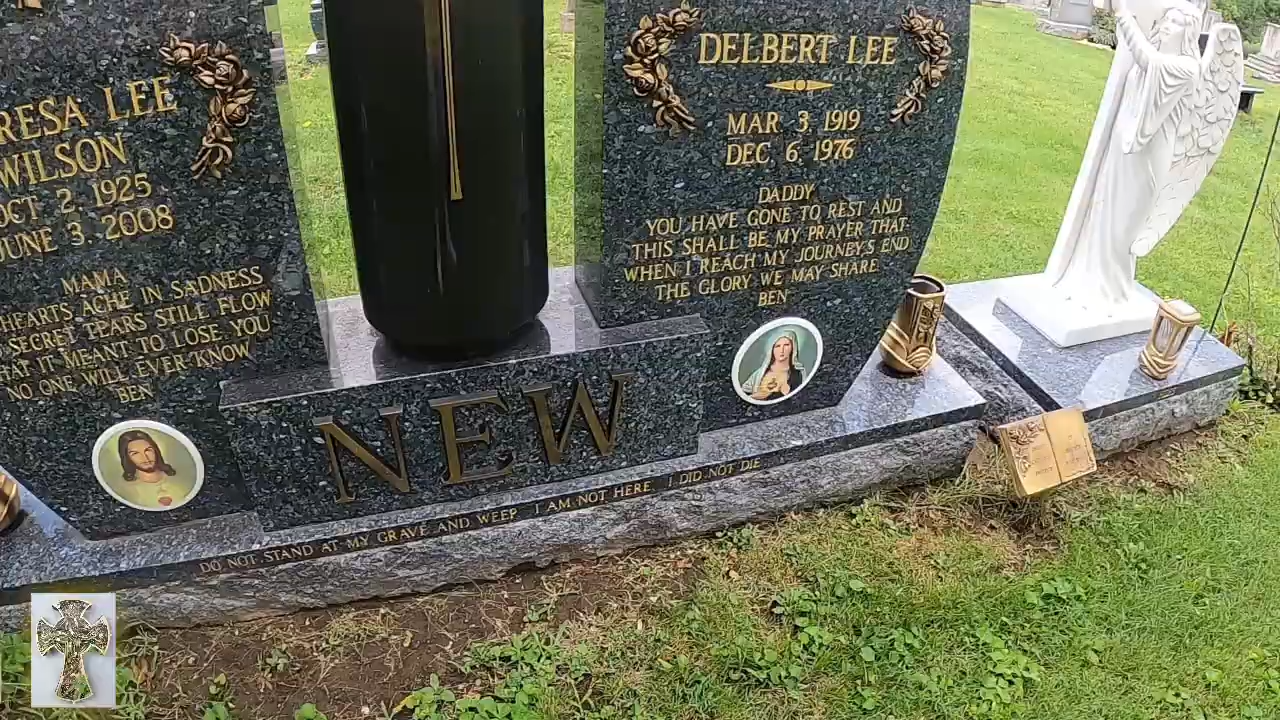 RESA LEE
WILSON
OCT 2, 1925
JUNE 3, 2008
MAMA
HEARTS ACHE IN SADNESS
SECRET TEARS STILL FLOW
IT MEANT TO LOSE YOU
NO ONE WILL EVER KNOW
BEN
DELBERT LEE
MAR 3, 1919
DEC. 6, 1976
DADDY
YOU HAVE GONE TO REST AND
THIS SHALL BE MY PRAYER THAT
WHEN I REACH MY JOURNEY'S END
THE GLORY WE MAY SHARE.
BEN
NEW
DO NOT STAND AT MY GRAVE AND WEEP. I AM NOT HERE. I DID NOT DIE